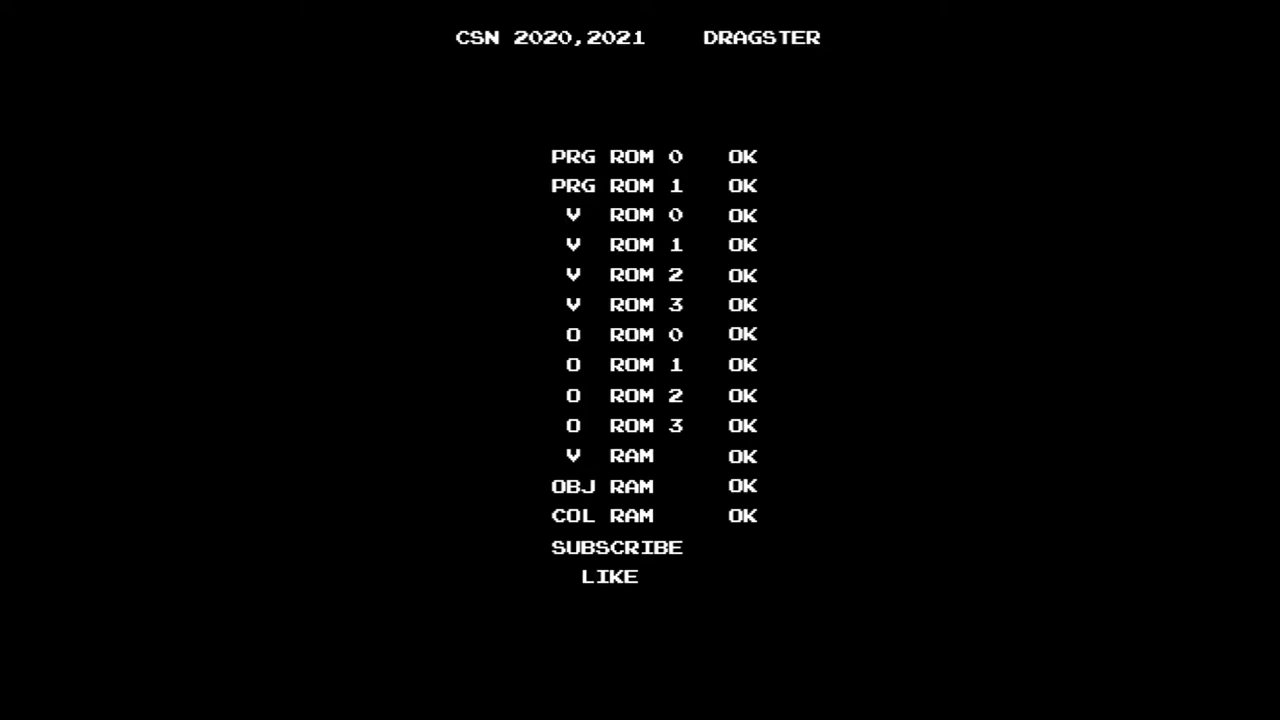 CSN 2020,2021 DRAGSTER
PRG ROM 0 OK
PRG ROM 1 OK
V ROM 0 OK
V ROM 1 OK
V ROM 2 OK
V ROM 3 OK
O ROM 0 OK
O ROM 1 OK
O ROM 2 OK
O ROM 3 OK
V RAM OK
OBJ RAM OK
COL RAM OK
SUBSCRIBE
LIKE